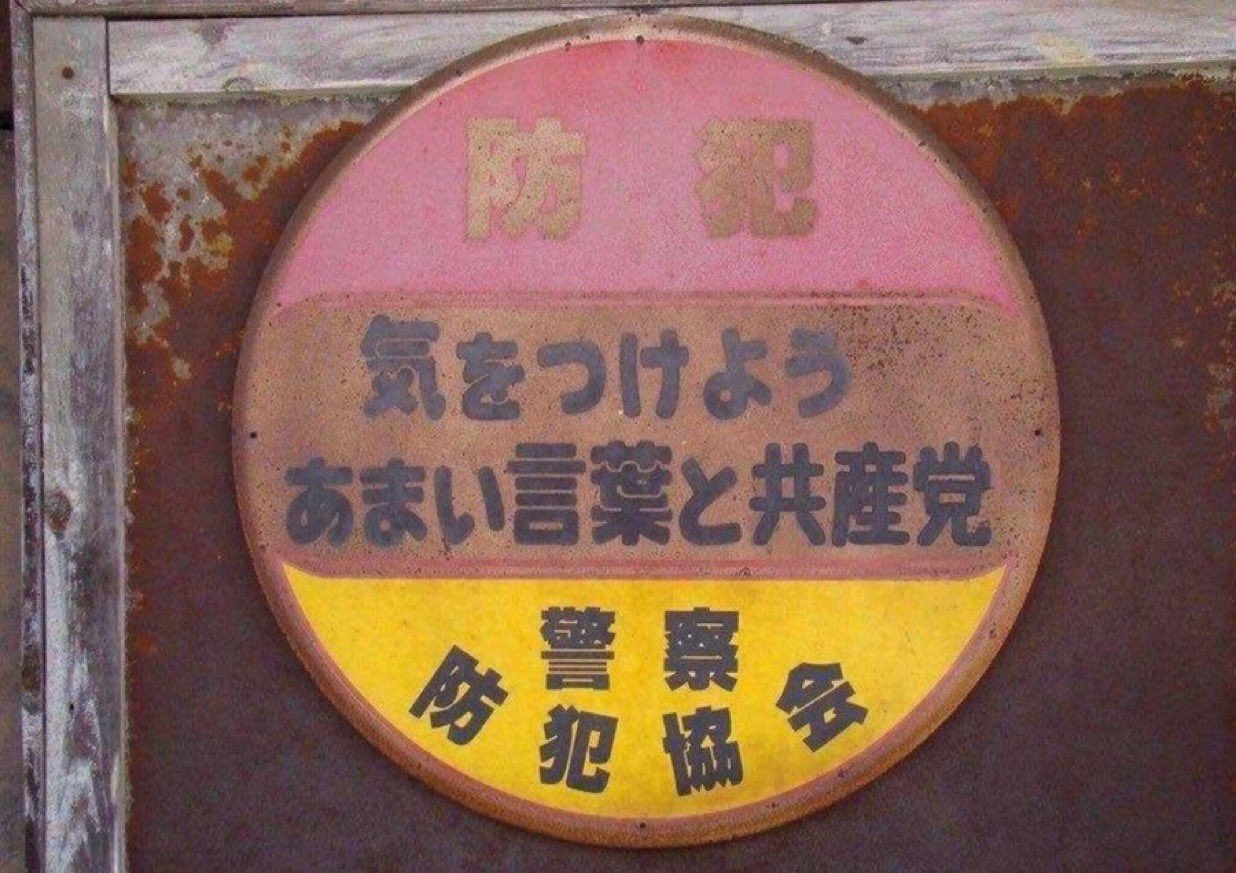 防犯
気をつけよう
あまい言葉と共産党
警察
防犯協会